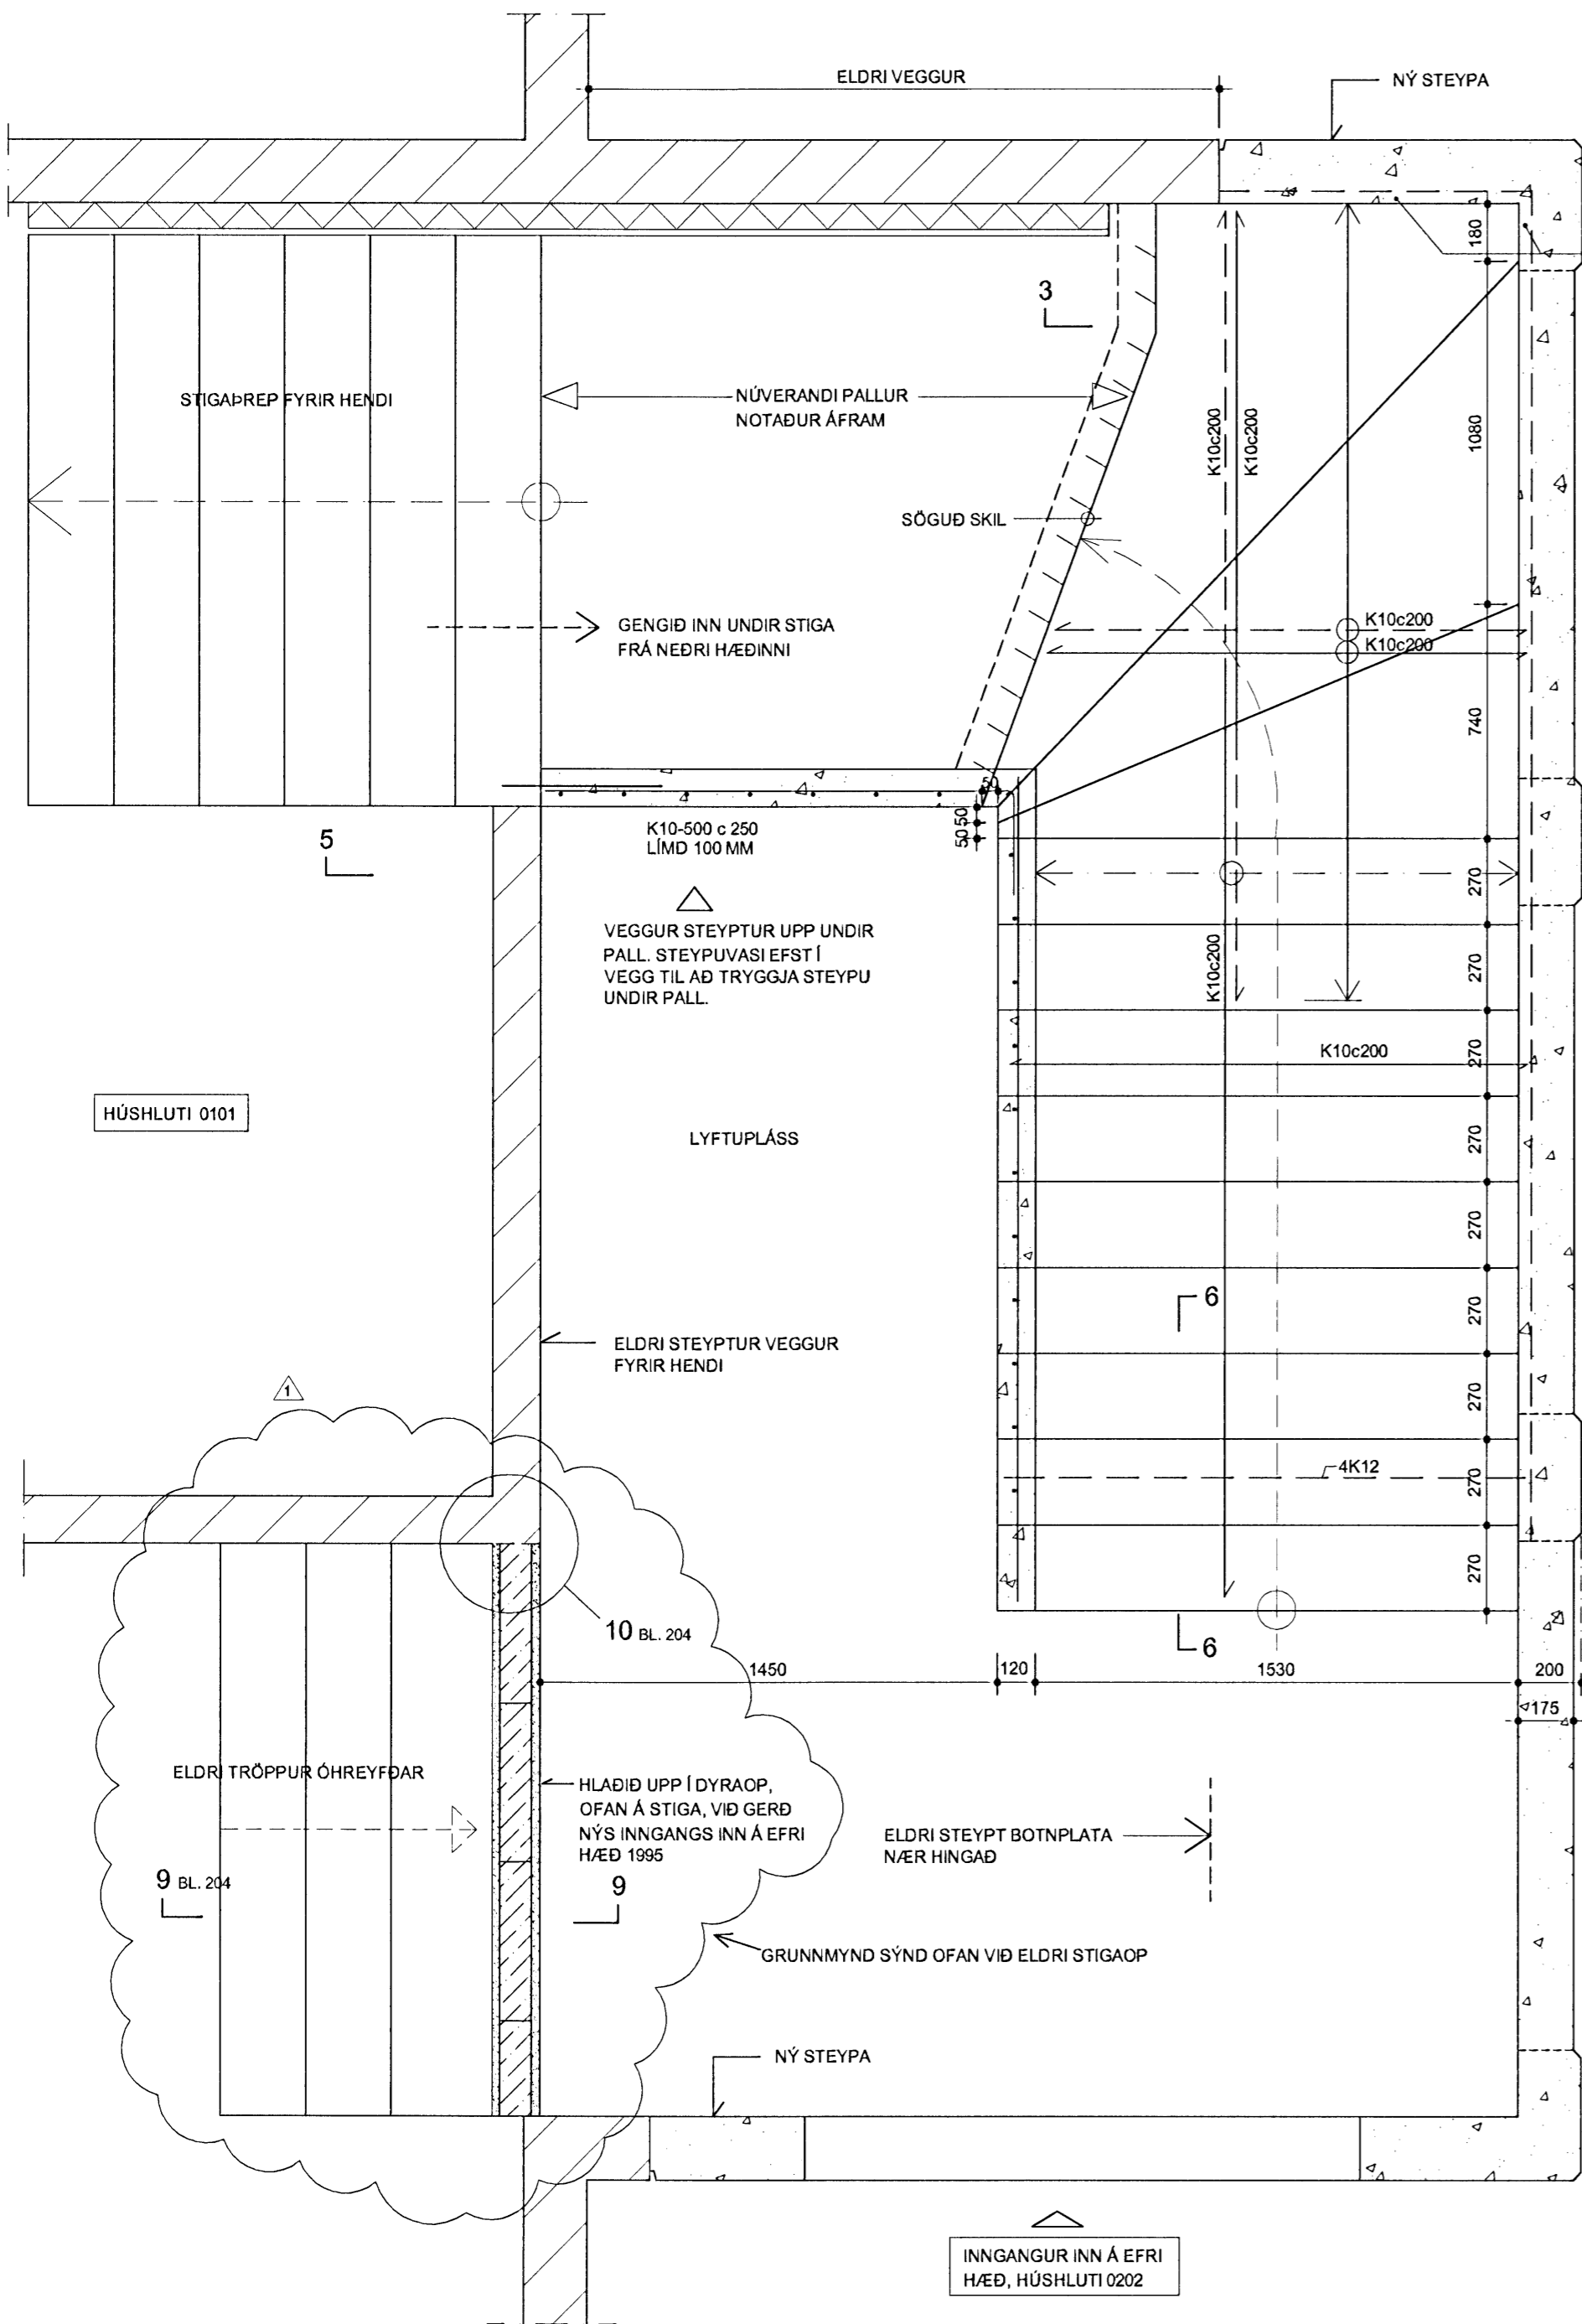 ELDRI VEGGUR
NÝ STEYPA
180
3
STIGAÞREP FYRIR HENDI
NÚVERANDI PALLUR
NOTAÐUR ÁFRAM
K10c200
K10c200
1080
SÖGUÐ SKIL
GENGIÐ INN UNDIR STIGA
FRÁ NEÐRI HÆÐINNI
K10c200
K10c200
740
50
50
50
5
K10-500 c 250
LÍMD 100 MM
270
VEGGUR STEYPTUR UPP UNDIR
PALL. STEYPUVASI EFST Í
VEGG TIL AÐ TRYGGJA STEYPU
UNDIR PALL.
K10c200
270
270
K10c200
HÚSHLUTI 0101
LYFTUPLÁSS
270
270
6
270
ELDRI STEYPTUR VEGGUR
FYRIR HENDI
1
270
4K12
270
270
10 BL. 204
6
1450
120
1530
200
175
ELDRI TRÖPPUR ÓHREYFÐAR
HLAÐIÐ UPP Í DYRAOP,
OFAN Á STIGA, VIÐ GERÐ
NÝS INNGANGS INN Á EFRI
HÆÐ 1995
ELDRI STEYPT BOTNPLATA
NÆR HINGAÐ
9 BL. 204
9
GRUNNMYND SÝND OFAN VIÐ ELDRI STIGAOP
NÝ STEYPA
INNGANGUR INN Á EFRI
HÆÐ, HÚSHLUTI 0202